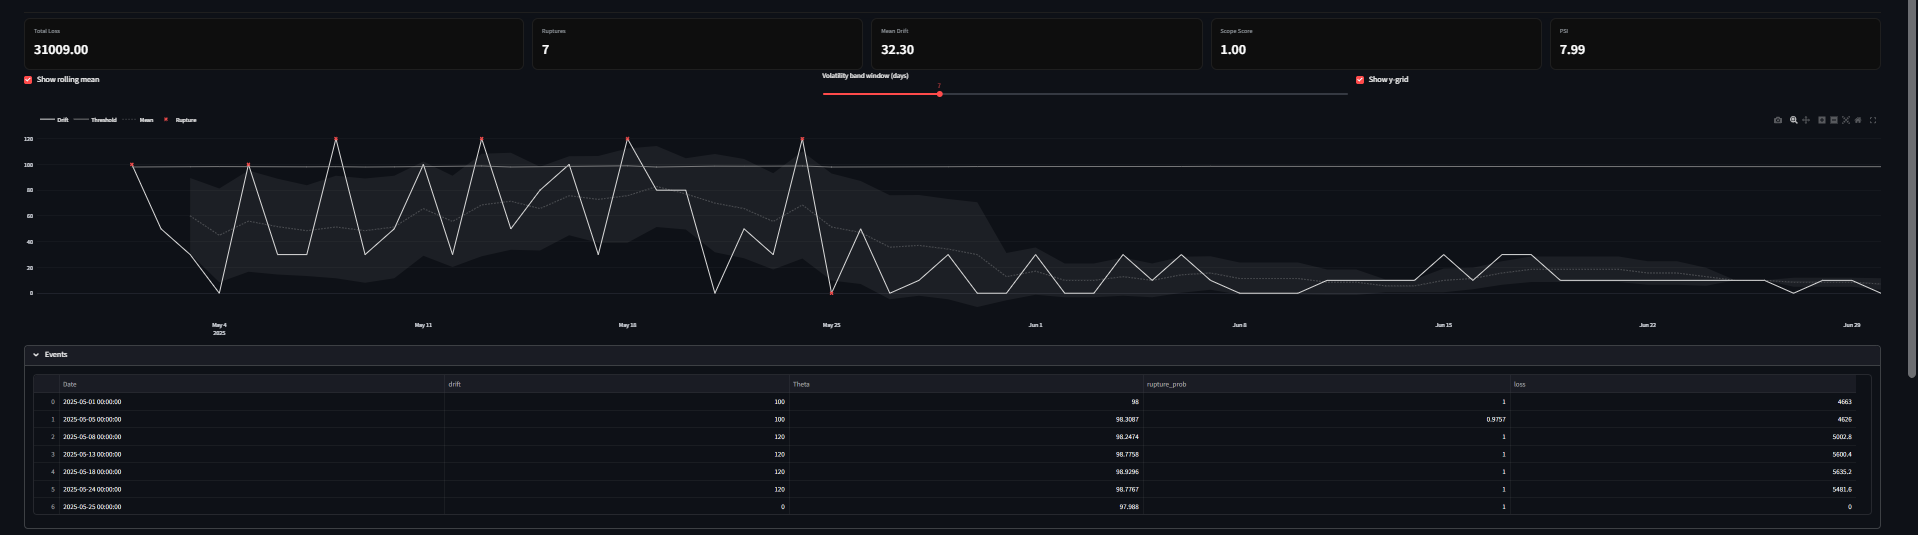 Total Loss
31009.00
Ruptures
7
Mean Drift
32.30
Scope Score
1.00
PSI
7.99
Show rolling mean
Volatility band window (days)
7
Show y-grid
Drift Threshold Mean Rupture
120
100
80
60
40
20
0
May 4
2025
May 11
May 18
May 25
Jun 1
Jun 8
Jun 15
Jun 22
Jun 29
Events
Date drift Theta rupture_prob loss
0 2025-05-01 00:00:00 100 98 1 4663
1 2025-05-05 00:00:00 100 98.3087 0.9757 4626
2 2025-05-08 00:00:00 120 98.2474 1 5002.8
3 2025-05-13 00:00:00 120 98.7758 1 5600.4
4 2025-05-18 00:00:00 120 98.9296 1 5635.2
5 2025-05-24 00:00:00 120 98.7767 1 5481.6
6 2025-05-25 00:00:00 0 97.988 1 0